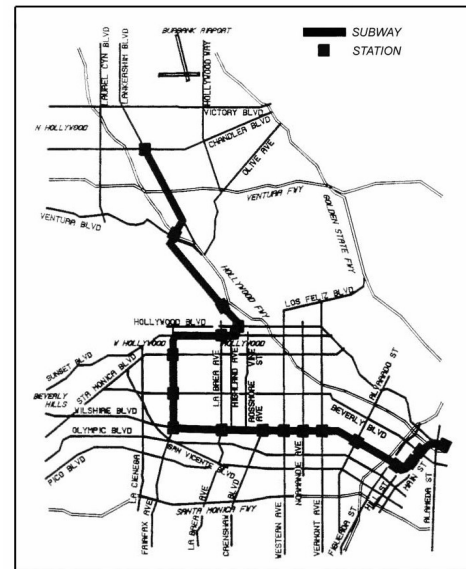 SUBWAY
STATION
BURBANK AIRPORT
LAUREL CYN BLVD
LANKERSHIM BLVD
HOLLYWOOD WAY
VICTORY BLVD
N HOLLYWOOD
CHANDLER BLVD
OLIVE AVE
VENTURA FWY
VENTURA BLVD
GOLDEN STATE FWY
HOLLYWOOD FWY
LOS FELIZ BLVD
HOLLYWOOD BLVD
W HOLLYWOOD
HOLLYWOOD
SUNSET BLVD
STA MONICA BLVD
LA BREA AVE
HIGHLAND AVE
VINE ST
ROSSMORE AVE
ALVARADO ST
BEVERLY HILLS
BEVERLY BLVD
WILSHIRE BLVD
OLYMPIC BLVD
PICO BLVD
SAN VICENTE BLVD
LA CIENEGA
FAIRFAX AVE
LA BREA AVE
CRENSHAW BLVD
SANTA MONICA FWY
WESTERN AVE
NORMANDIE AVE
VERMONT AVE
FIGUEROA ST
HILL ST
MAIN ST
ALAMEDA ST